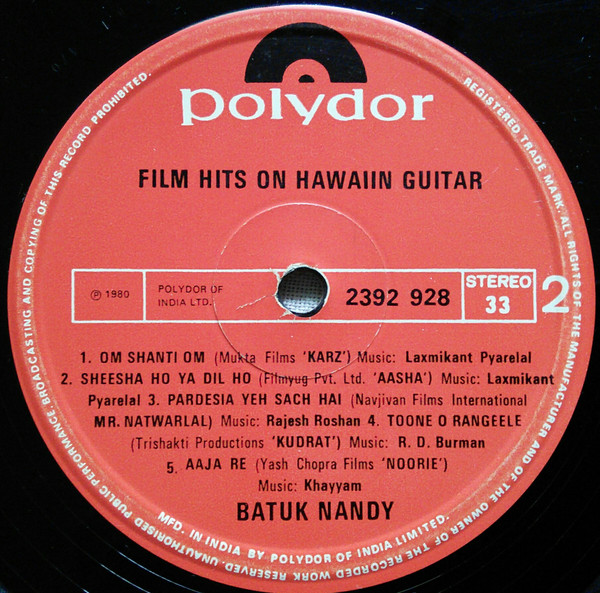 polydor
FILM HITS ON HAWAIIN GUITAR
℗ 1980
POLYDOR OF
INDIA LTD.
2392 928
STEREO
33
2
1. OM SHANTI OM (Mukta Films 'KARZ') Music: Laxmikant Pyarelal
2. SHEESHA HO YA DIL HO (Filmyug Pvt. Ltd. 'AASHA') Music: Laxmikant
Pyarelal 3. PARDESIA YEH SACH HAI (Navjivan Films International
MR. NATWARLAL) Music: Rajesh Roshan 4. TOONE O RANGEELE
(Trishakti Productions 'KUDRAT') Music: R. D. Burman
5. AAJA RE (Yash Chopra Films 'NOORIE')
Music: Khayyam
BATUK NANDY
MFD. IN INDIA BY POLYDOR OF INDIA LIMITED.
REGISTERED TRADE MARK. ALL RIGHTS OF THE MANUFACTURER AND OF THE OWNER OF THE RECORDED WORK RESERVED. UNAUTHORISED PUBLIC PERFORMANCE, BROADCASTING AND COPYING OF THIS RECORD PROHIBITED.